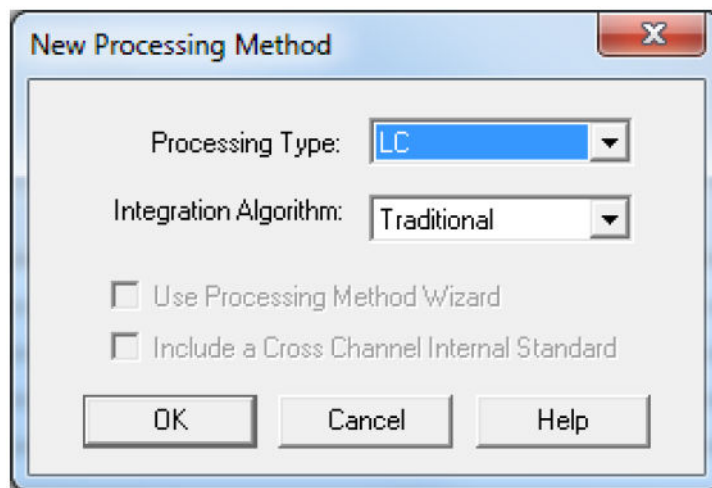 New Processing Method
Processing Type: LC
Integration Algorithm: Traditional
Use Processing Method Wizard
Include a Cross Channel Internal Standard
OK Cancel Help